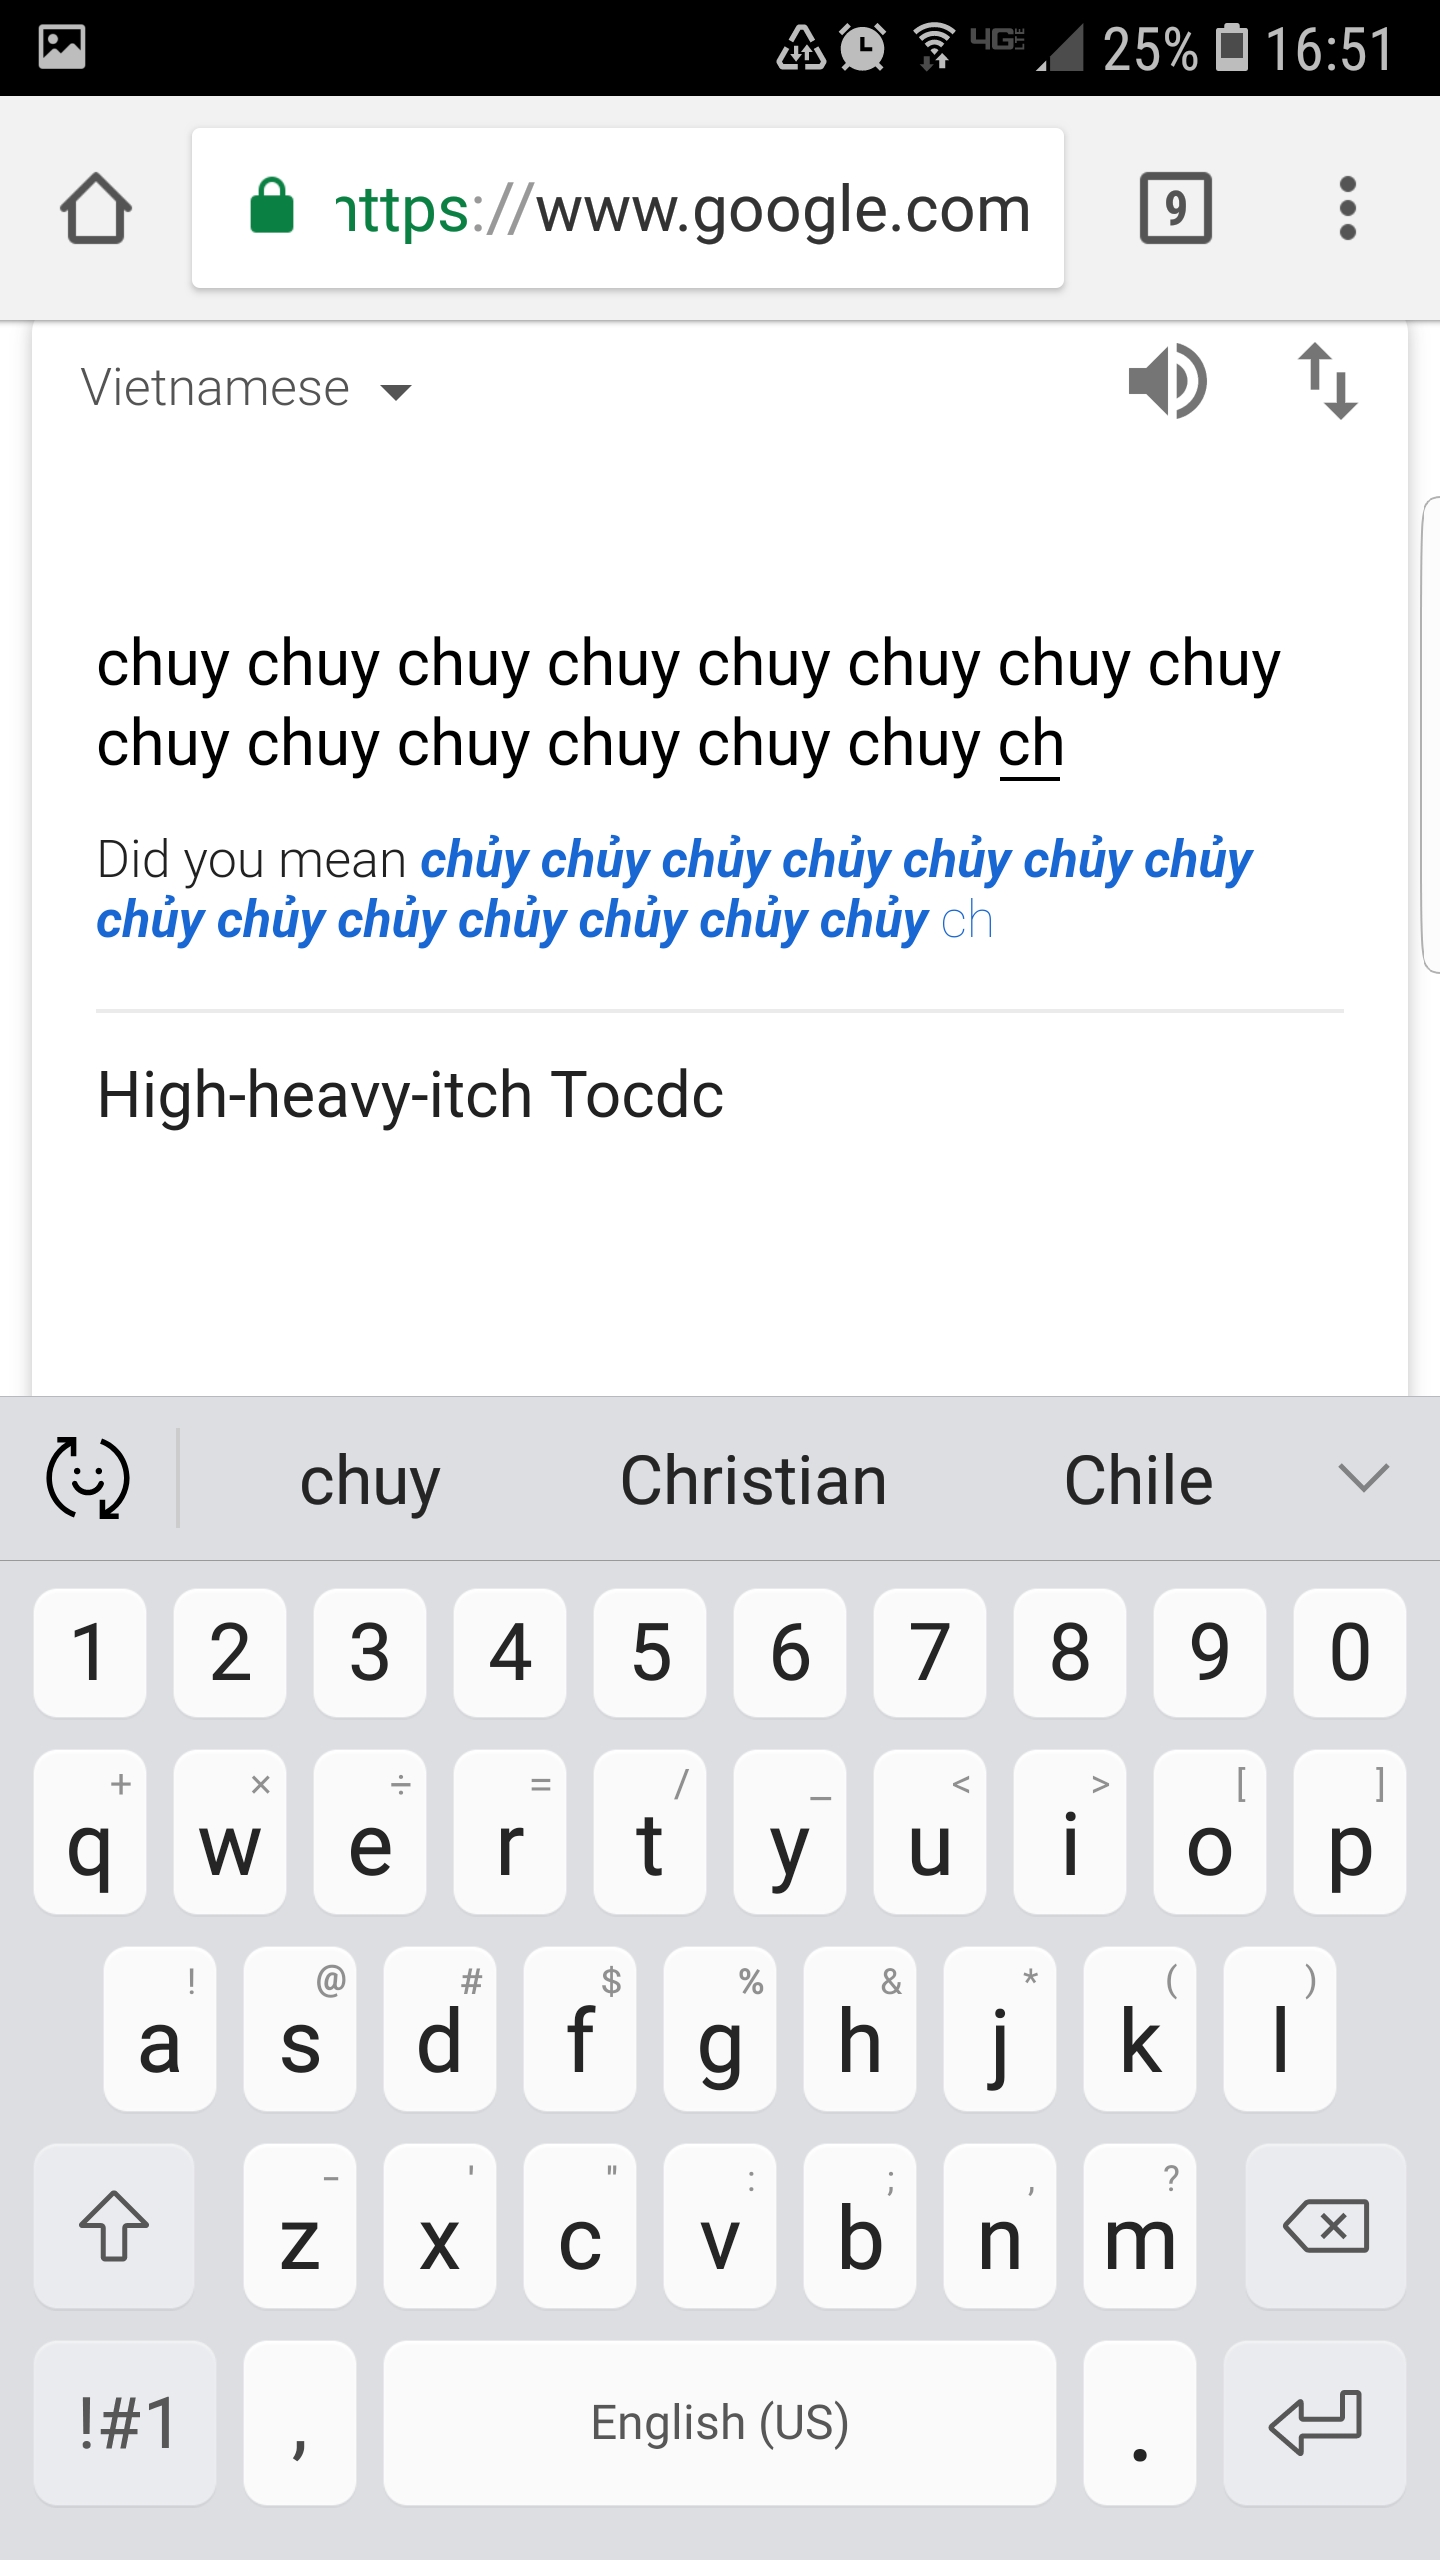 4G LTE 25% 16:51
https://www.google.com 9
Vietnamese
chuy chuy chuy chuy chuy chuy chuy chuy
chuy chuy chuy chuy chuy chuy ch
Did you mean chủy chủy chủy chủy chủy chủy chủy
chủy chủy chủy chủy chủy chủy chủy ch
High-heavy-itch Tocdc
chuy Christian Chile
1 2 3 4 5 6 7 8 9 0
+ × ÷ = / _ < > [ ]
q w e r t y u i o p
! @ # $ % & * ( )
a s d f g h j k l
- ' " : ; , ?
z x c v b n m
!#1 , English (US) .